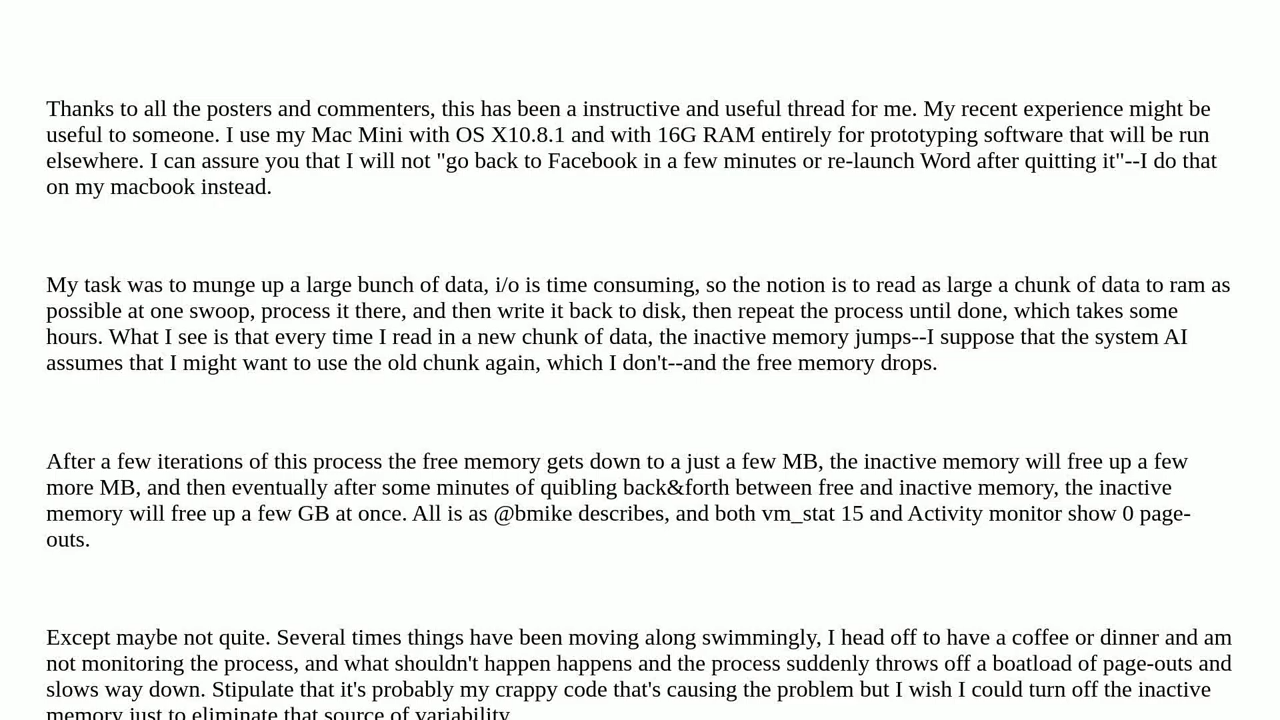 Thanks to all the posters and commenters, this has been a instructive and useful thread for me. My recent experience might be
useful to someone. I use my Mac Mini with OS X10.8.1 and with 16G RAM entirely for prototyping software that will be run
elsewhere. I can assure you that I will not "go back to Facebook in a few minutes or re-launch Word after quitting it"--I do that
on my macbook instead.
My task was to munge up a large bunch of data, i/o is time consuming, so the notion is to read as large a chunk of data to ram as
possible at one swoop, process it there, and then write it back to disk, then repeat the process until done, which takes some
hours. What I see is that every time I read in a new chunk of data, the inactive memory jumps--I suppose that the system AI
assumes that I might want to use the old chunk again, which I don't--and the free memory drops.
After a few iterations of this process the free memory gets down to a just a few MB, the inactive memory will free up a few
more MB, and then eventually after some minutes of quibling back&forth between free and inactive memory, the inactive
memory will free up a few GB at once. All is as @bmike describes, and both vm_stat 15 and Activity monitor show 0 page-
outs.
Except maybe not quite. Several times things have been moving along swimmingly, I head off to have a coffee or dinner and am
not monitoring the process, and what shouldn't happen happens and the process suddenly throws off a boatload of page-outs and
slows way down. Stipulate that it's probably my crappy code that's causing the problem but I wish I could turn off the inactive
memory just to eliminate that source of variability.